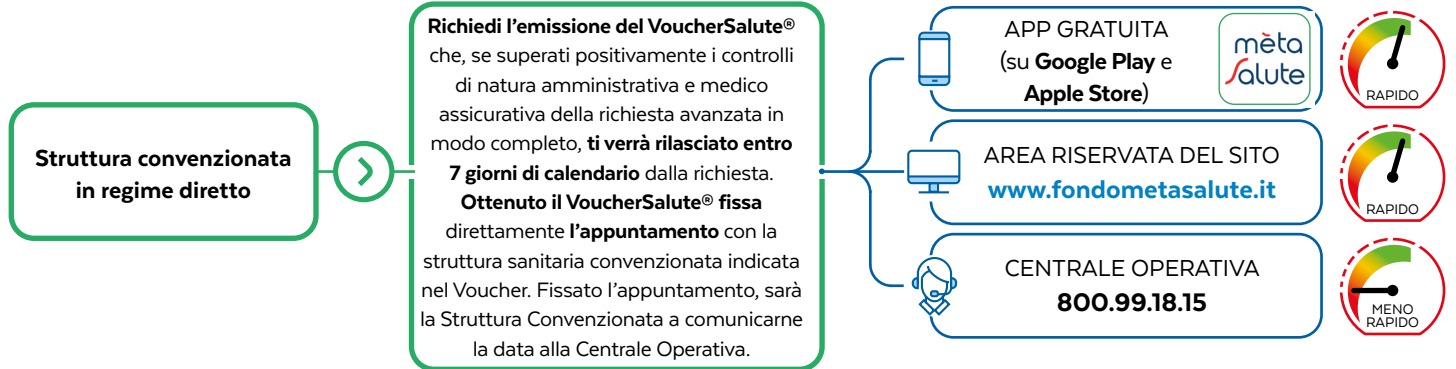 Struttura convenzionata
in regime diretto
Richiedi l’emissione del VoucherSalute®
che, se superati positivamente i controlli
di natura amministrativa e medico
assicurativa della richiesta avanzata in
modo completo, ti verrà rilasciato entro
7 giorni di calendario dalla richiesta.
Ottenuto il VoucherSalute® fissa
direttamente l’appuntamento con la
struttura sanitaria convenzionata indicata
nel Voucher. Fissato l’appuntamento, sarà
la Struttura Convenzionata a comunicarne
la data alla Centrale Operativa.
APP GRATUITA
(su Google Play e
Apple Store)
mèta
Salute
RAPIDO
AREA RISERVATA DEL SITO
www.fondometasalute.it
RAPIDO
CENTRALE OPERATIVA
800.99.18.15
MENO
RAPIDO